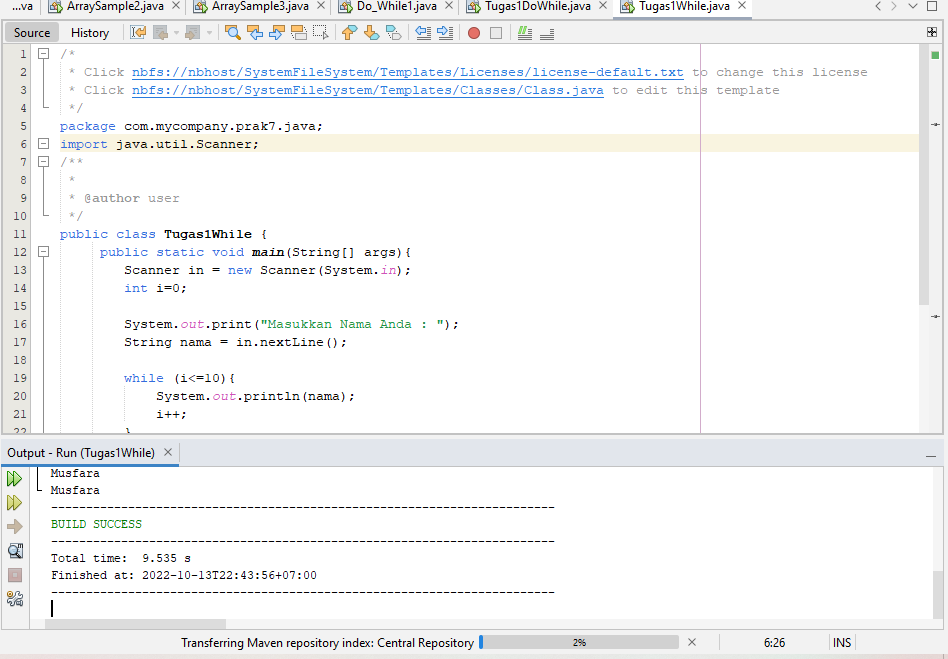 ...va ArraySample2.java ArraySample3.java Do_While1.java Tugas1DoWhile.java Tugas1While.java
Source History
1 /*
2 * Click nbfs://nbhost/SystemFileSystem/Templates/Licenses/license-default.txt to change this license
3 * Click nbfs://nbhost/SystemFileSystem/Templates/Classes/Class.java to edit this template
4 */
5 package com.mycompany.prak7.java;
6 import java.util.Scanner;
7 /**
8 *
9 * @author user
10 */
11 public class Tugas1While {
12 public static void main(String[] args){
13 Scanner in = new Scanner(System.in);
14 int i=0;
15
16 System.out.print("Masukkan Nama Anda : ");
17 String nama = in.nextLine();
18
19 while (i<=10){
20 System.out.println(nama);
21 i++;
22 }
Output - Run (Tugas1While)
Musfara
Musfara
------------------------------------------------------------------------
BUILD SUCCESS
------------------------------------------------------------------------
Total time: 9.535 s
Finished at: 2022-10-13T22:43:56+07:00
------------------------------------------------------------------------
Transferring Maven repository index: Central Repository 2% 6:26 INS